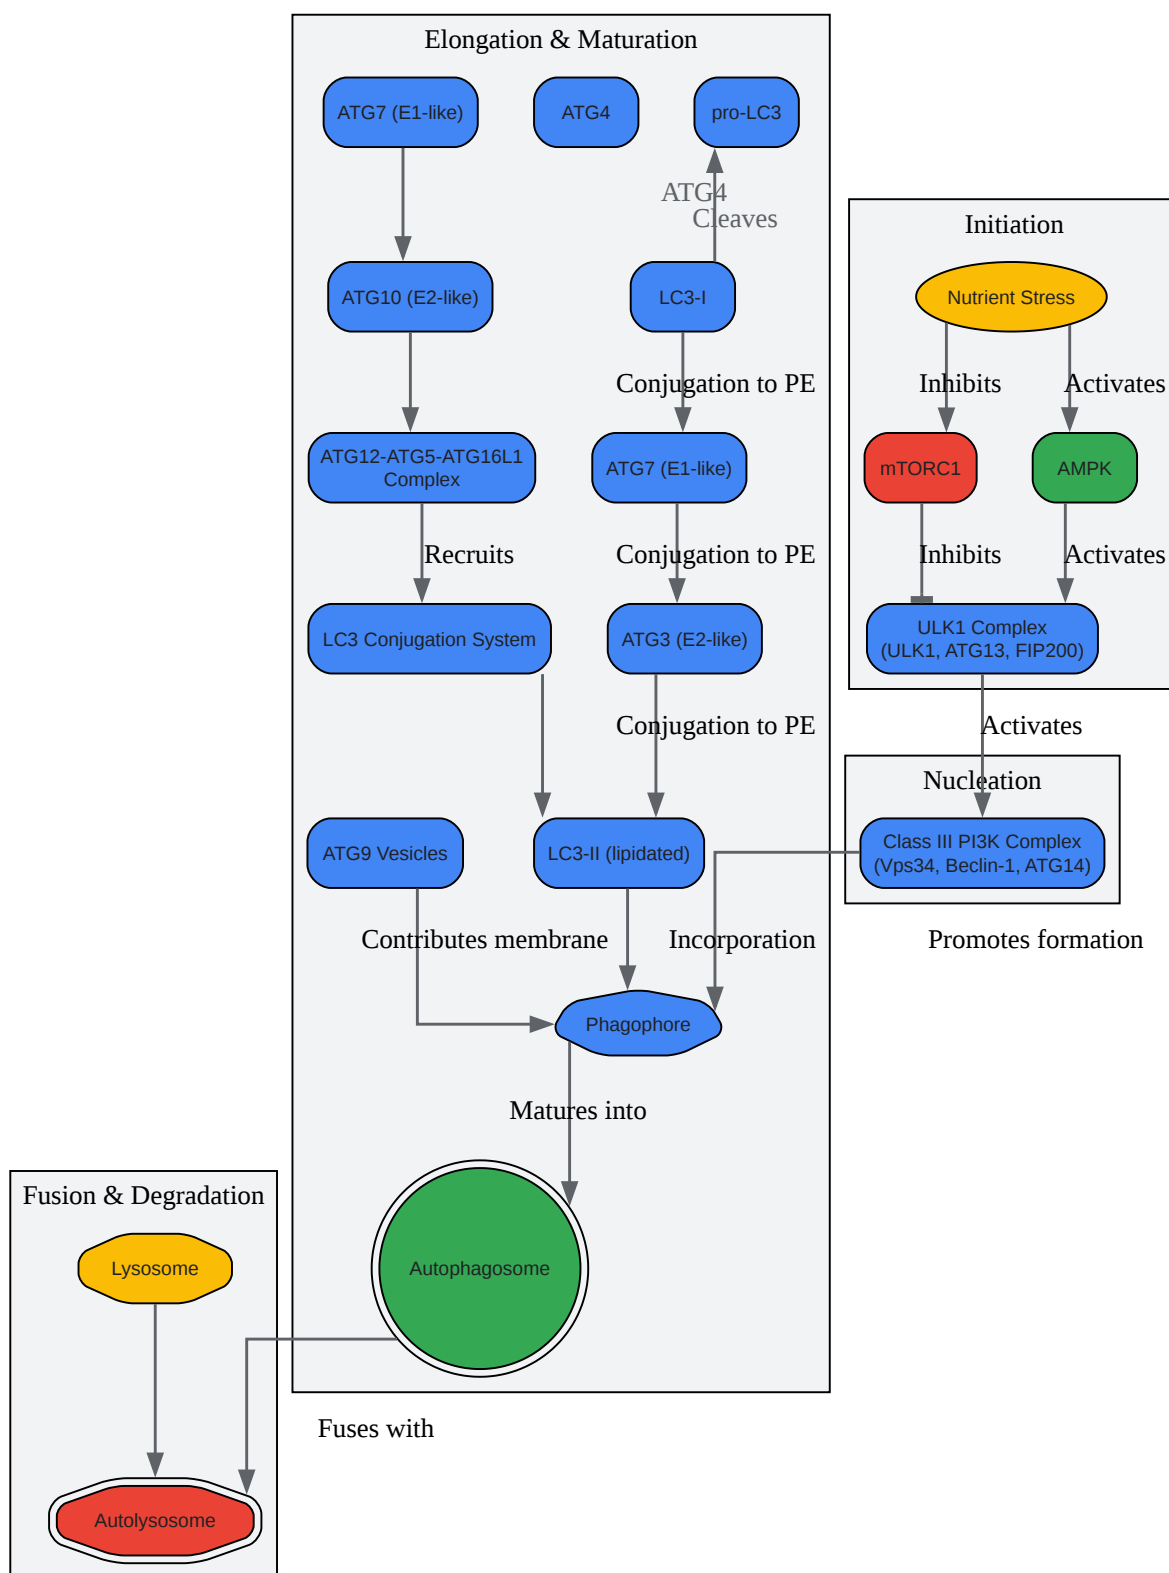 Elongation & Maturation
ATG7 (E1-like)
ATG4
pro-LC3
ATG4
Cleaves
ATG10 (E2-like)
LC3-I
Conjugation to PE
ATG12-ATG5-ATG16L1
Complex
ATG7 (E1-like)
Recruits
Conjugation to PE
LC3 Conjugation System
ATG3 (E2-like)
Conjugation to PE
ATG9 Vesicles
LC3-II (lipidated)
Contributes membrane
Incorporation
Phagophore
Matures into
Autophagosome
Initiation
Nutrient Stress
Inhibits
Activates
mTORC1
AMPK
Inhibits
Activates
ULK1 Complex
(ULK1, ATG13, FIP200)
Activates
Nucleation
Class III PI3K Complex
(Vps34, Beclin-1, ATG14)
Promotes formation
Fusion & Degradation
Lysosome
Fuses with
Autolysosome